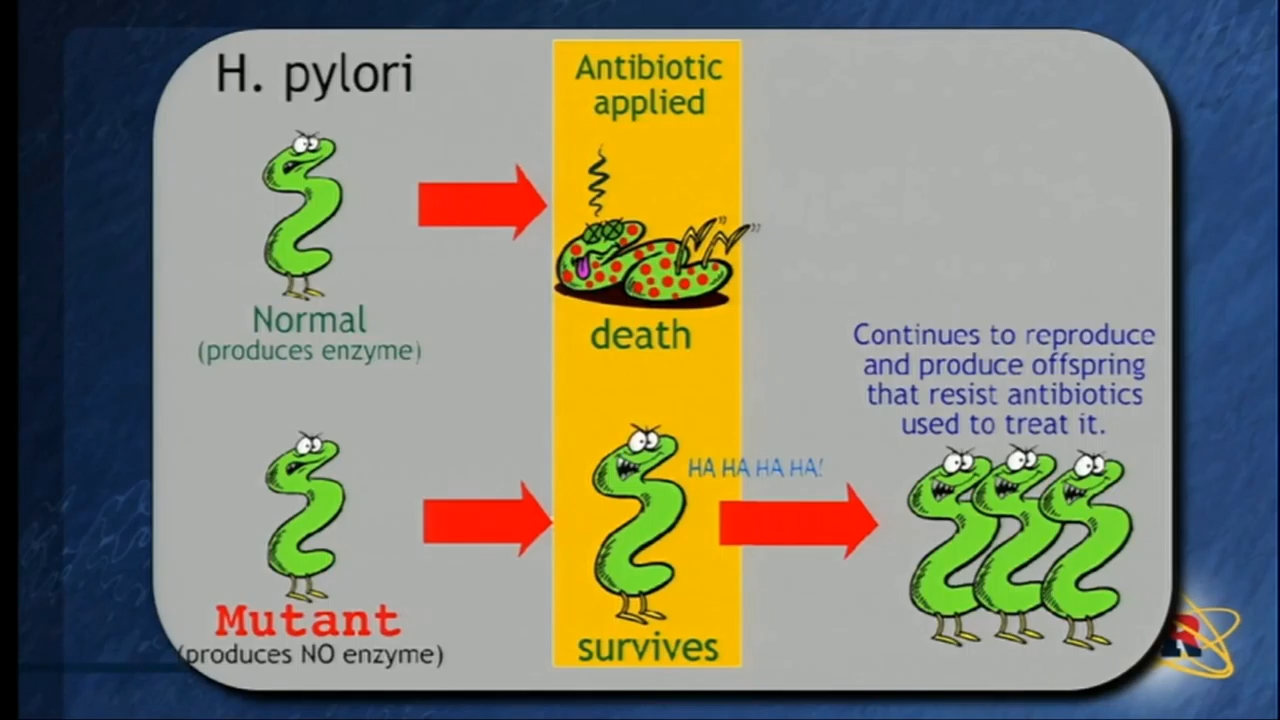 H. pylori
Antibiotic
applied
Normal
(produces enzyme)
death
Continues to reproduce
and produce offspring
that resist antibiotics
used to treat it.
HA HA HA HA!
Mutant
(produces NO enzyme)
survives